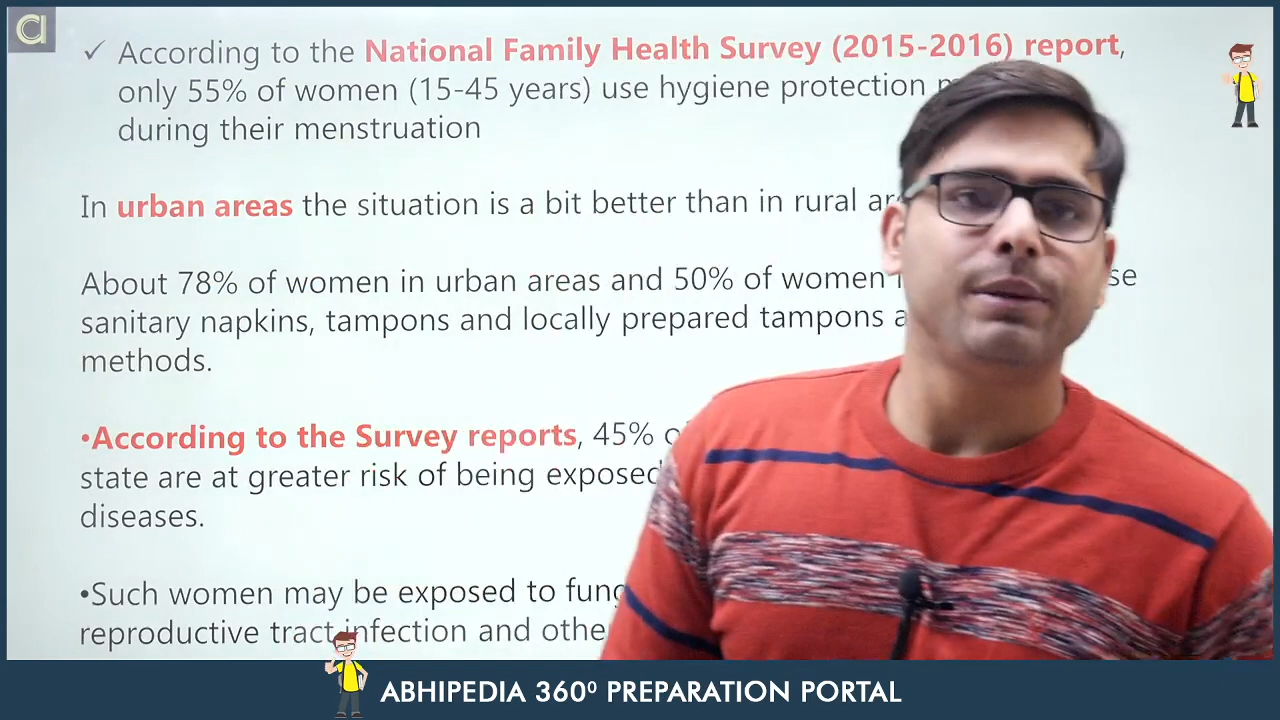 ✓ According to the National Family Health Survey (2015-2016) report,
only 55% of women (15-45 years) use hygiene protection
during their menstruation
In urban areas the situation is a bit better than in rural
About 78% of women in urban areas and 50% of women
sanitary napkins, tampons and locally prepared tampons
methods.
•According to the Survey reports, 45%
state are at greater risk of being exposed
diseases.
•Such women may be exposed to
reproductive tract infection and
ABHIPEDIA 360⁰ PREPARATION PORTAL